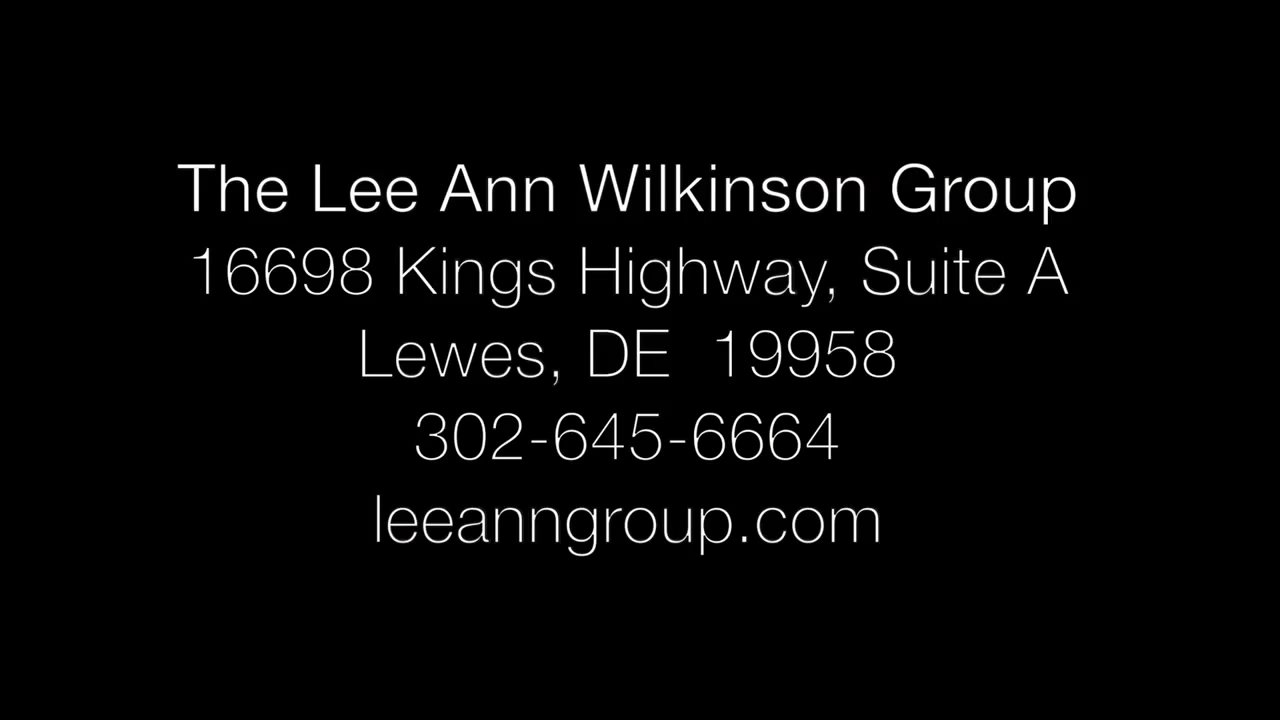 The Lee Ann Wilkinson Group
16698 Kings Highway, Suite A
Lewes, DE  19958
302-645-6664
leeanngroup.com